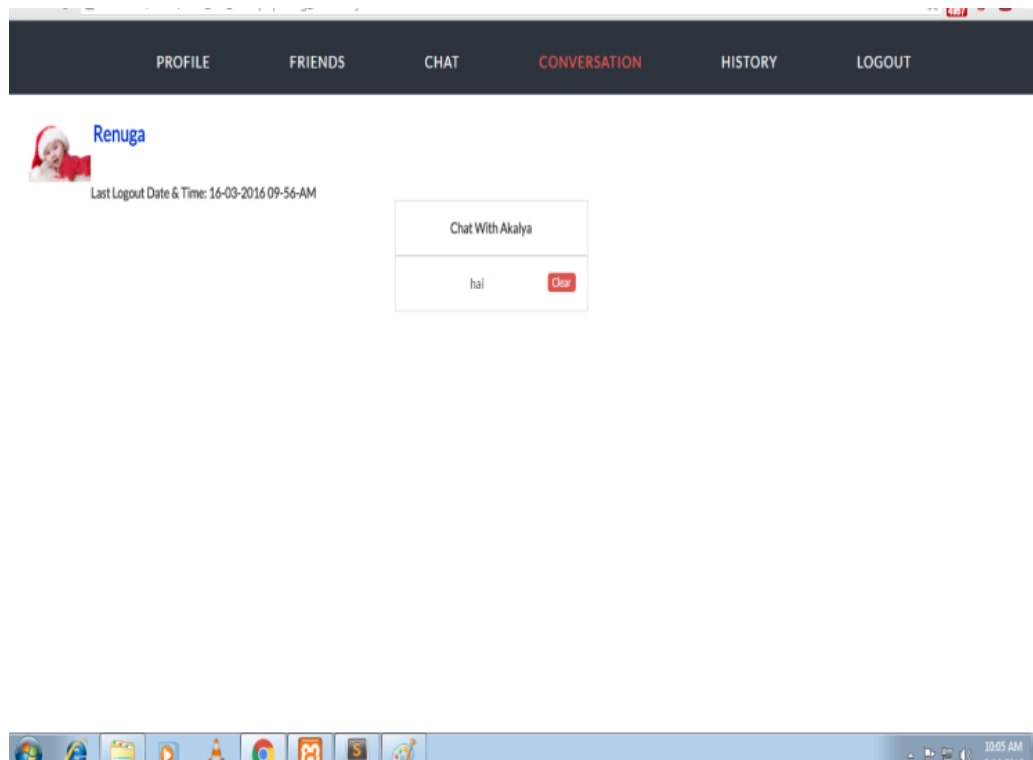 PROFILE FRIENDS CHAT CONVERSATION HISTORY LOGOUT
Renuga
Last Logout Date & Time: 16-03-2016 09-56-AM
Chat With Akalya
hai Clear
10:05 AM